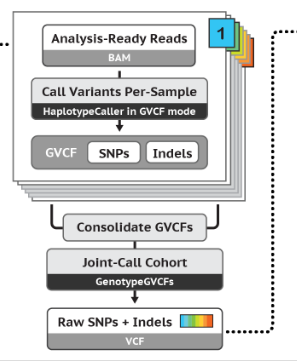 1
Analysis-Ready Reads
BAM
Call Variants Per-Sample
HaplotypeCaller in GVCF mode
GVCF SNPs Indels
Consolidate GVCFs
Joint-Call Cohort
GenotypeGVCFs
Raw SNPs + Indels
VCF